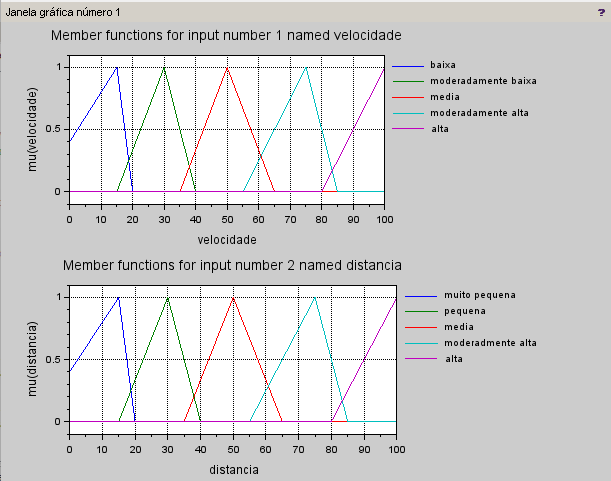 Janela gráfica número 1 ?
Member functions for input number 1 named velocidade
mu(velocidade)
1
0.5
0
0 10 20 30 40 50 60 70 80 90 100
velocidade
baixa
moderadamente baixa
media
moderadamente alta
alta
Member functions for input number 2 named distancia
mu(distancia)
1
0.5
0
0 10 20 30 40 50 60 70 80 90 100
distancia
muito pequena
pequena
media
moderadmente alta
alta